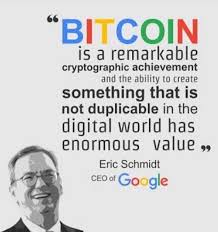 “ BITCOIN
is a remarkable
cryptographic achievement
and the ability to create
something that is
not duplicable in the
digital world has
enormous value „
Eric Schmidt
CEO of Google